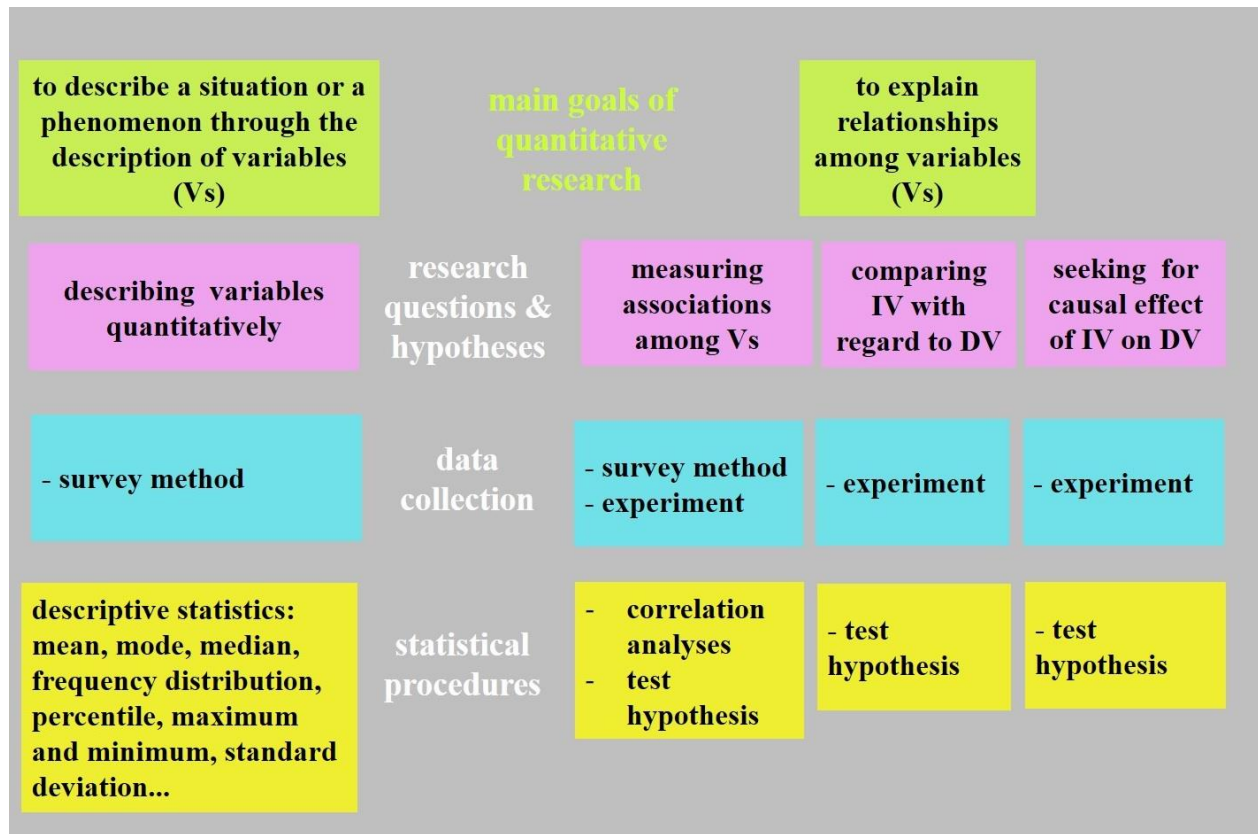 to describe a situation or a
phenomenon through the
description of variables
(Vs)
main goals of
quantitative
research
to explain
relationships
among variables
(Vs)
describing variables
quantitatively
research
questions &
hypotheses
measuring
associations
among Vs
comparing
IV with
regard to DV
seeking for
causal effect
of IV on DV
- survey method
data
collection
- survey method
- experiment
- experiment
- experiment
descriptive statistics:
mean, mode, median,
frequency distribution,
percentile, maximum
and minimum, standard
deviation...
statistical
procedures
- correlation
analyses
- test
hypothesis
- test
hypothesis
- test
hypothesis